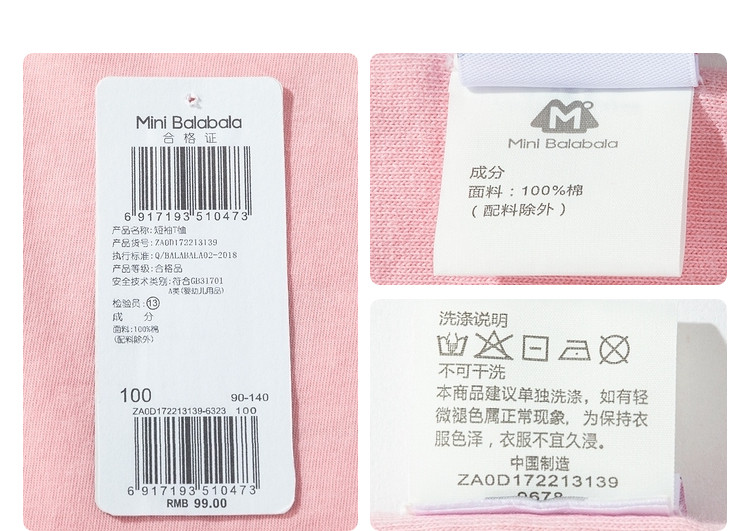 Mini Balabala
合格证
6 917193 510473
产品名称: 短袖T恤
产品货号: ZA0D172213139
执行标准: Q/BALABALA02-2018
产品等级: 合格品
安全技术类别: 符合GB31701
A类(婴幼儿用品)
检验员: 13
成 分
面料: 100%棉
(配料除外)
100 90-140
ZA0D172213139-6323 100
6 917193 510473
RMB 99.00
M
Mini Balabala
成分
面料：100%棉
（配料除外）
洗涤说明
不可干洗
本商品建议单独洗涤，如有轻
微褪色属正常现象，为保持衣
服色泽，衣服不宜久浸。
中国制造
ZA0D172213139